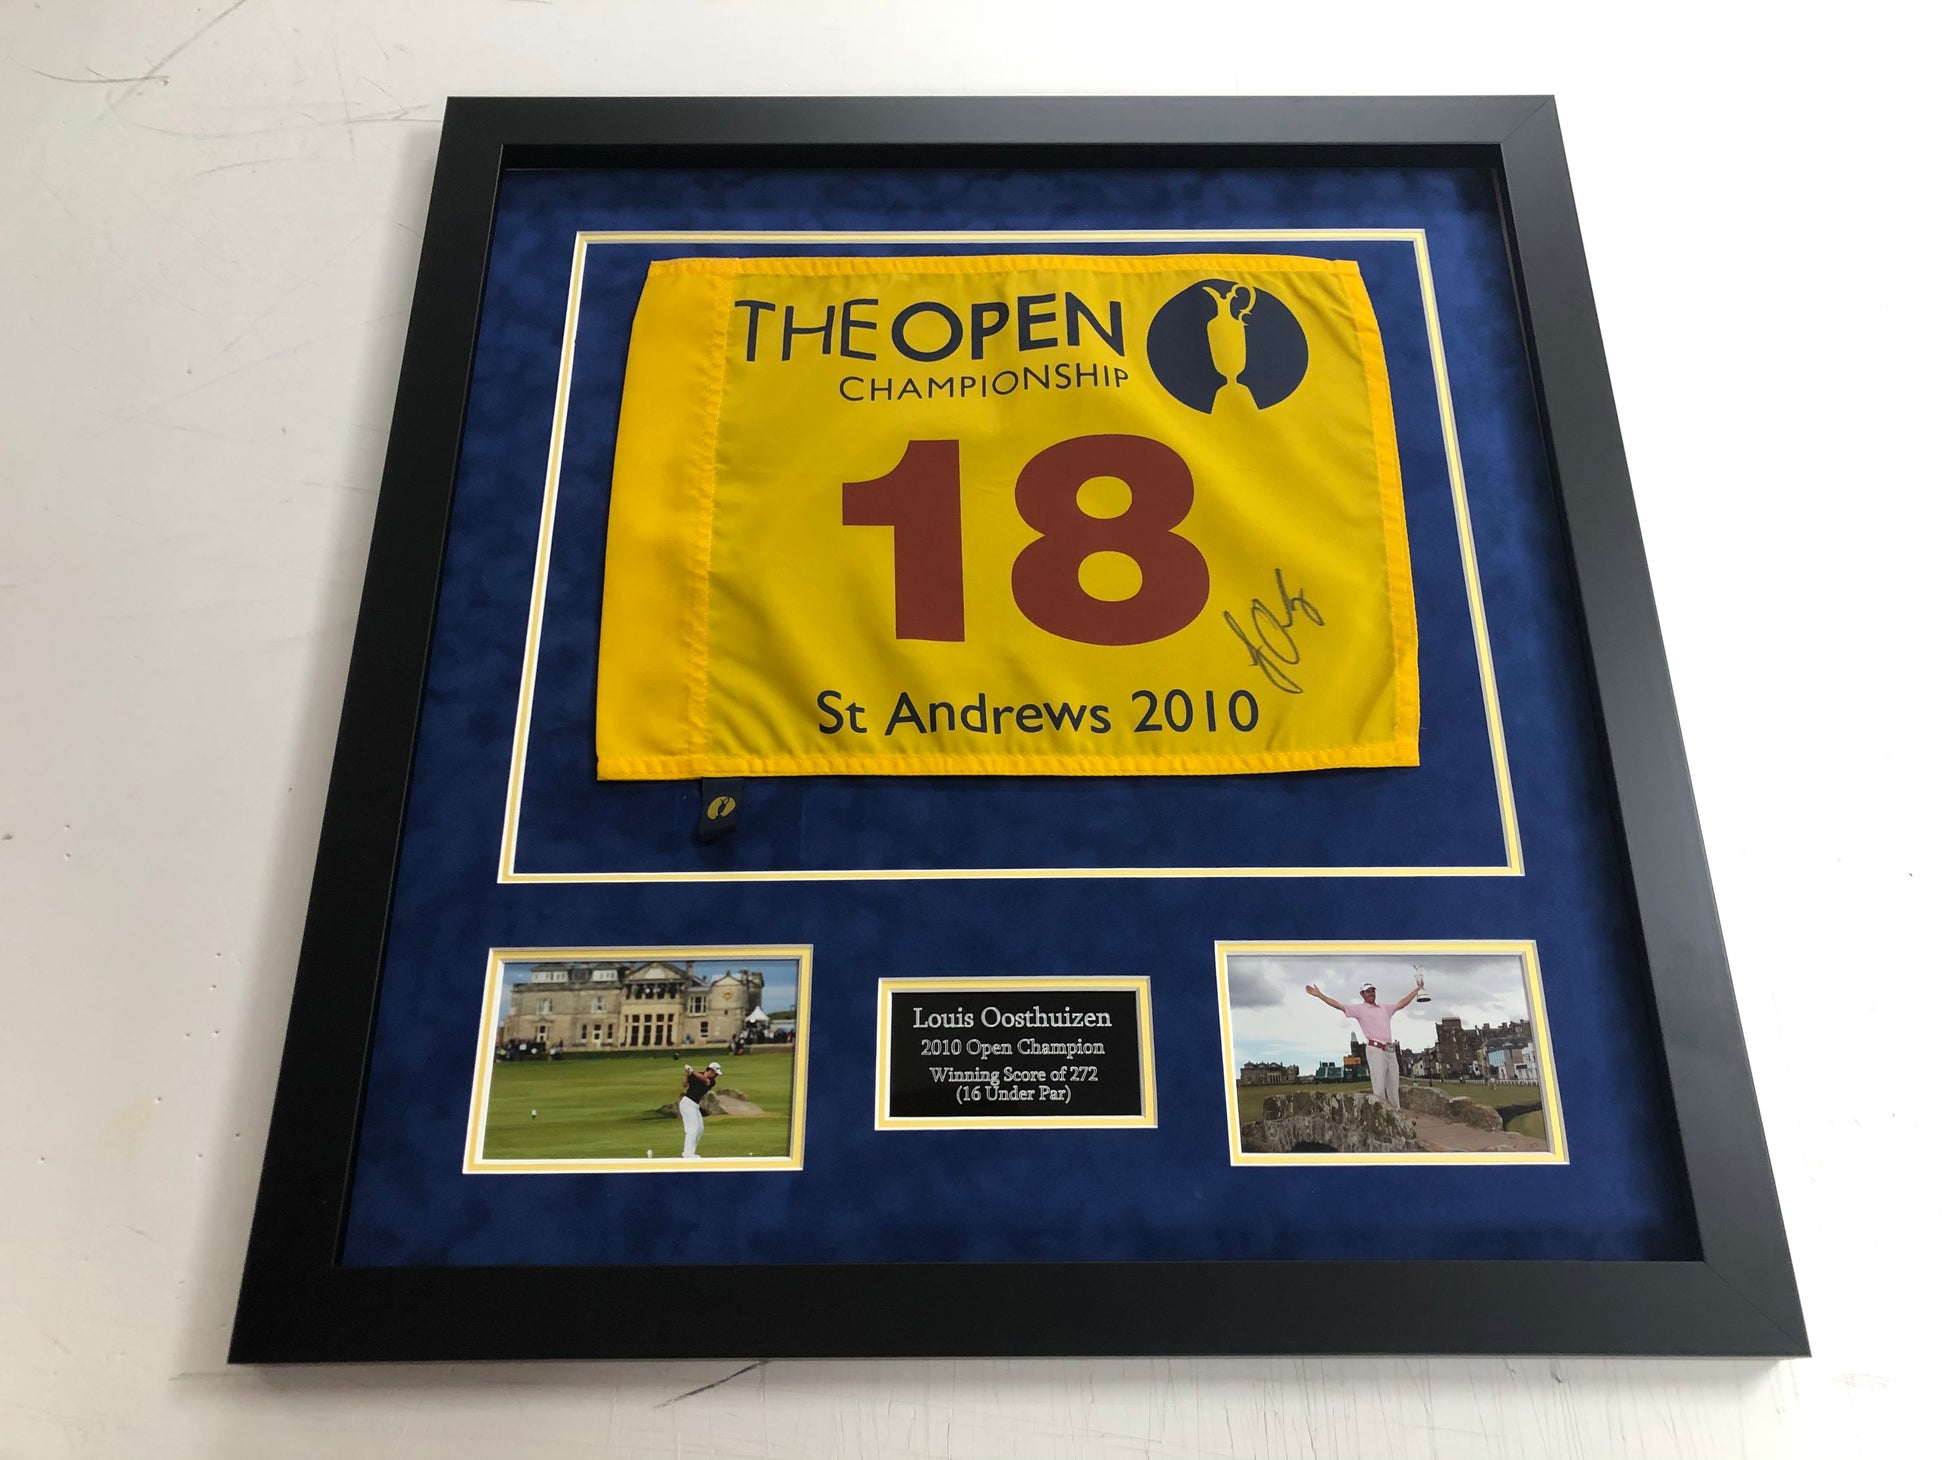 THE OPEN
CHAMPIONSHIP
18
St Andrews 2010
Louis Oosthuizen
2010 Open Champion
Winning Score of 272
(16 Under Par)